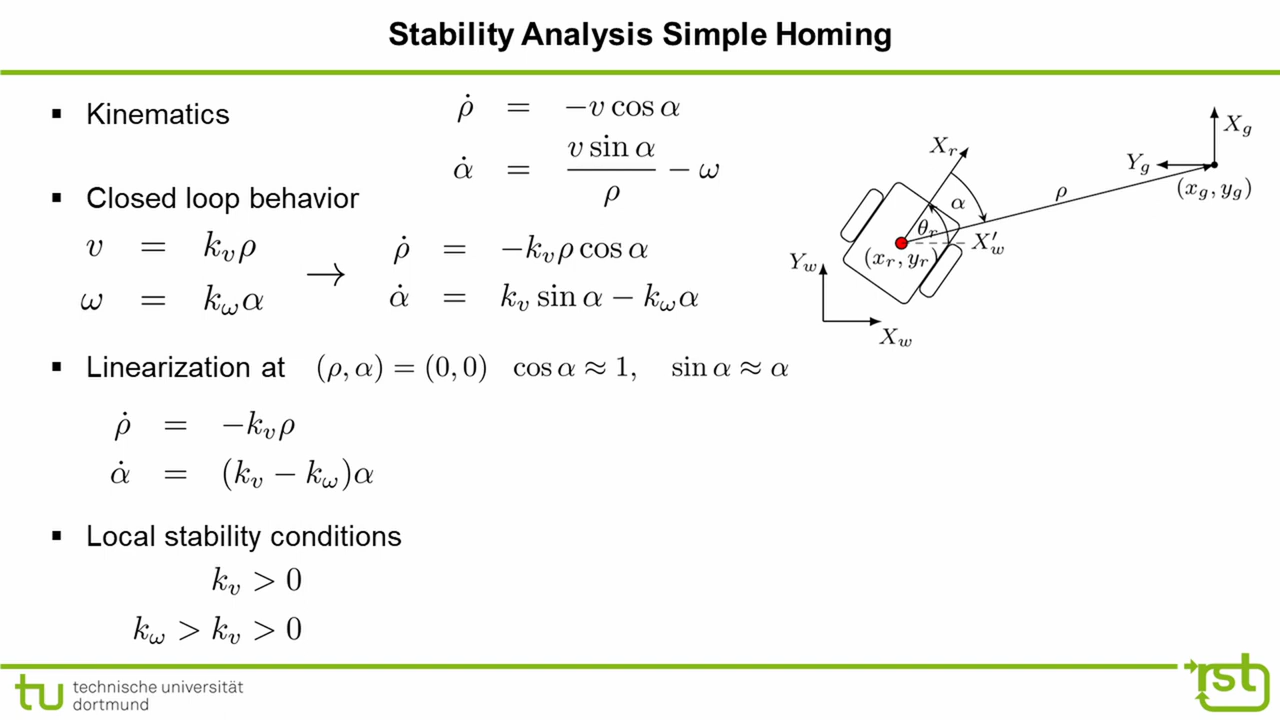 Stability Analysis Simple Homing
▪ Kinematics
ρ̇ = −v cos α
α̇ = v sin α / ρ − ω
▪ Closed loop behavior
v = k_v ρ
ω = k_ω α
→
ρ̇ = −k_v ρ cos α
α̇ = k_v sin α − k_ω α
▪ Linearization at (ρ, α) = (0, 0) cos α ≈ 1, sin α ≈ α
ρ̇ = −k_v ρ
α̇ = (k_v − k_ω)α
▪ Local stability conditions
k_v > 0
k_ω > k_v > 0
X_g
X_r
Y_g
(x_g, y_g)
ρ
α
θ_r
X′_w
(x_r, y_r)
Y_w
X_w
tu technische universität
dortmund
rst